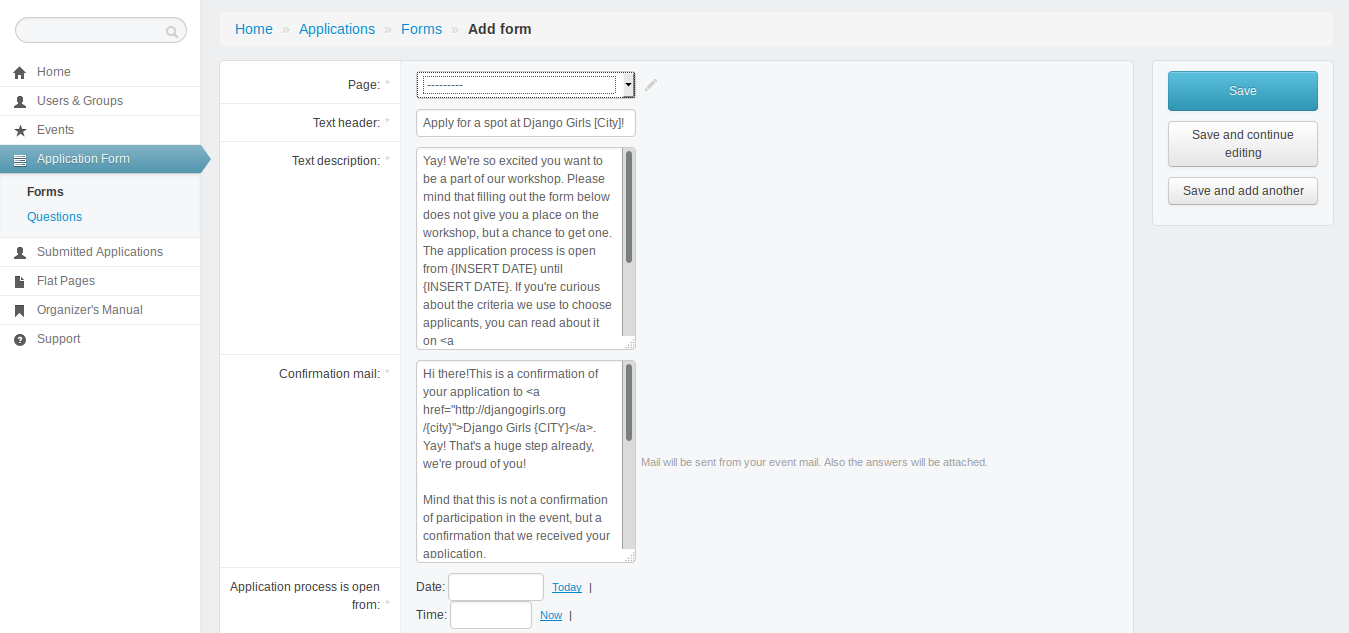 Home » Applications » Forms » Add form
Home
Users & Groups
Events
Application Form
Forms
Questions
Submitted Applications
Flat Pages
Organizer's Manual
Support
Page: *
---------
Text header: *
Apply for a spot at Django Girls [City]!
Text description: *
Yay! We're so excited you want to
be a part of our workshop. Please
mind that filling out the form below
does not give you a place on the
workshop, but a chance to get one.
The application process is open
from {INSERT DATE} until
{INSERT DATE}. If you're curious
about the criteria we use to choose
applicants, you can read about it
on <a
Confirmation mail: *
Hi there!This is a confirmation of
your application to <a
href="http://djangogirls.org
/{city}">Django Girls {CITY}</a>.
Yay! That's a huge step already,
we're proud of you!
Mind that this is not a confirmation
of participation in the event, but a
confirmation that we received your
application.
Mail will be sent from your event mail. Also the answers will be attached.
Application process is open
from: *
Date:
Today |
Time:
Now |
Save
Save and continue
editing
Save and add another